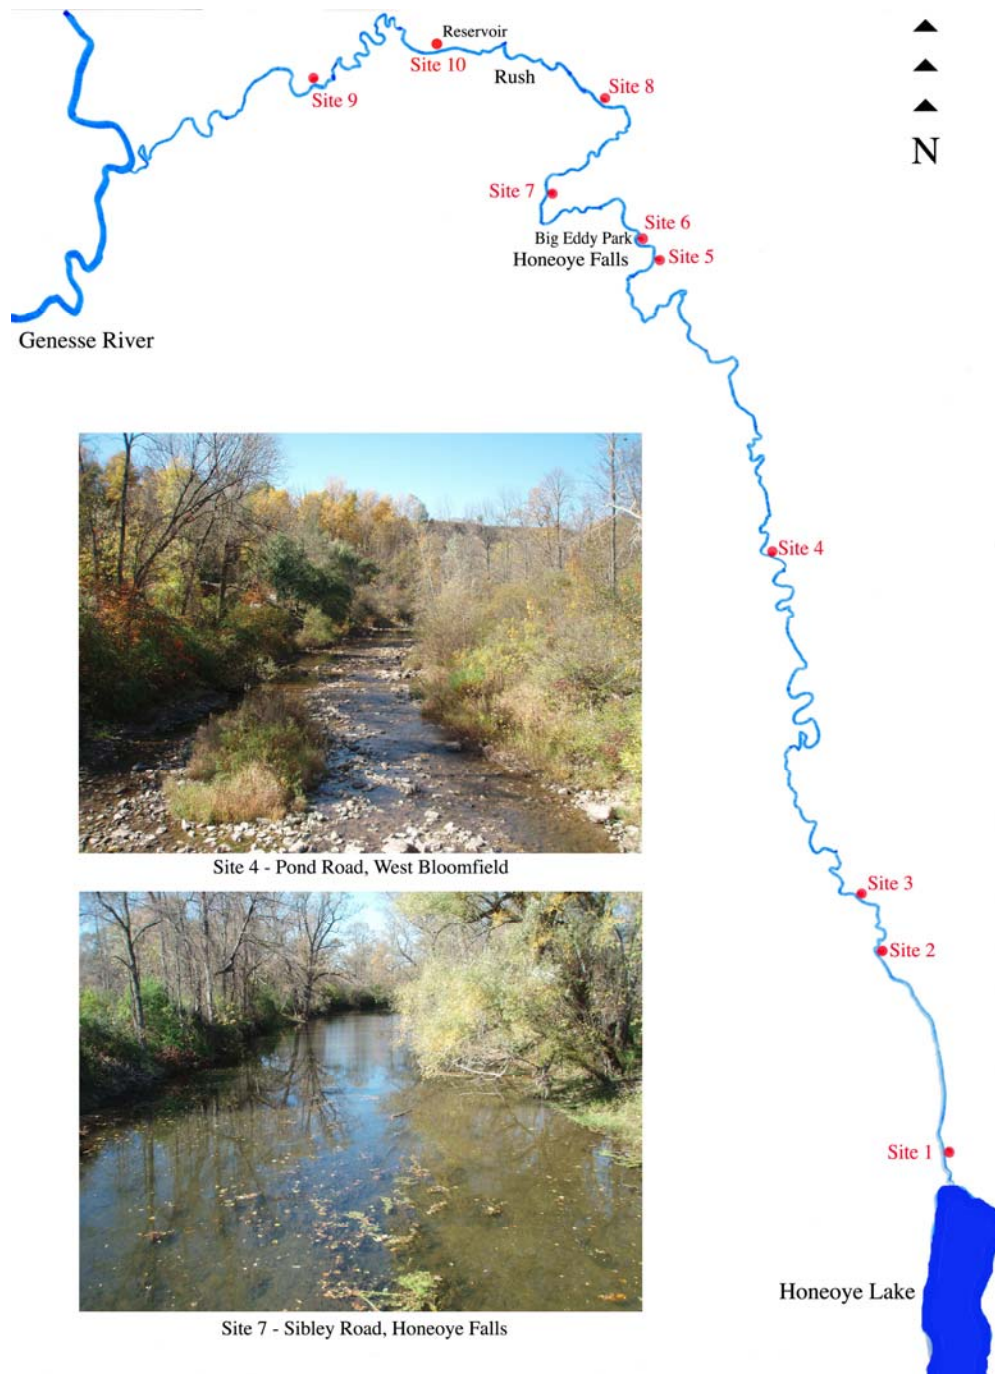 Reservoir
Site 10
Rush
Site 8
Site 9
N
Site 7
Site 6
Big Eddy Park
Honeoye Falls
Site 5
Genesse River
Site 4
Site 4 - Pond Road, West Bloomfield
Site 3
Site 2
Site 1
Honeoye Lake
Site 7 - Sibley Road, Honeoye Falls